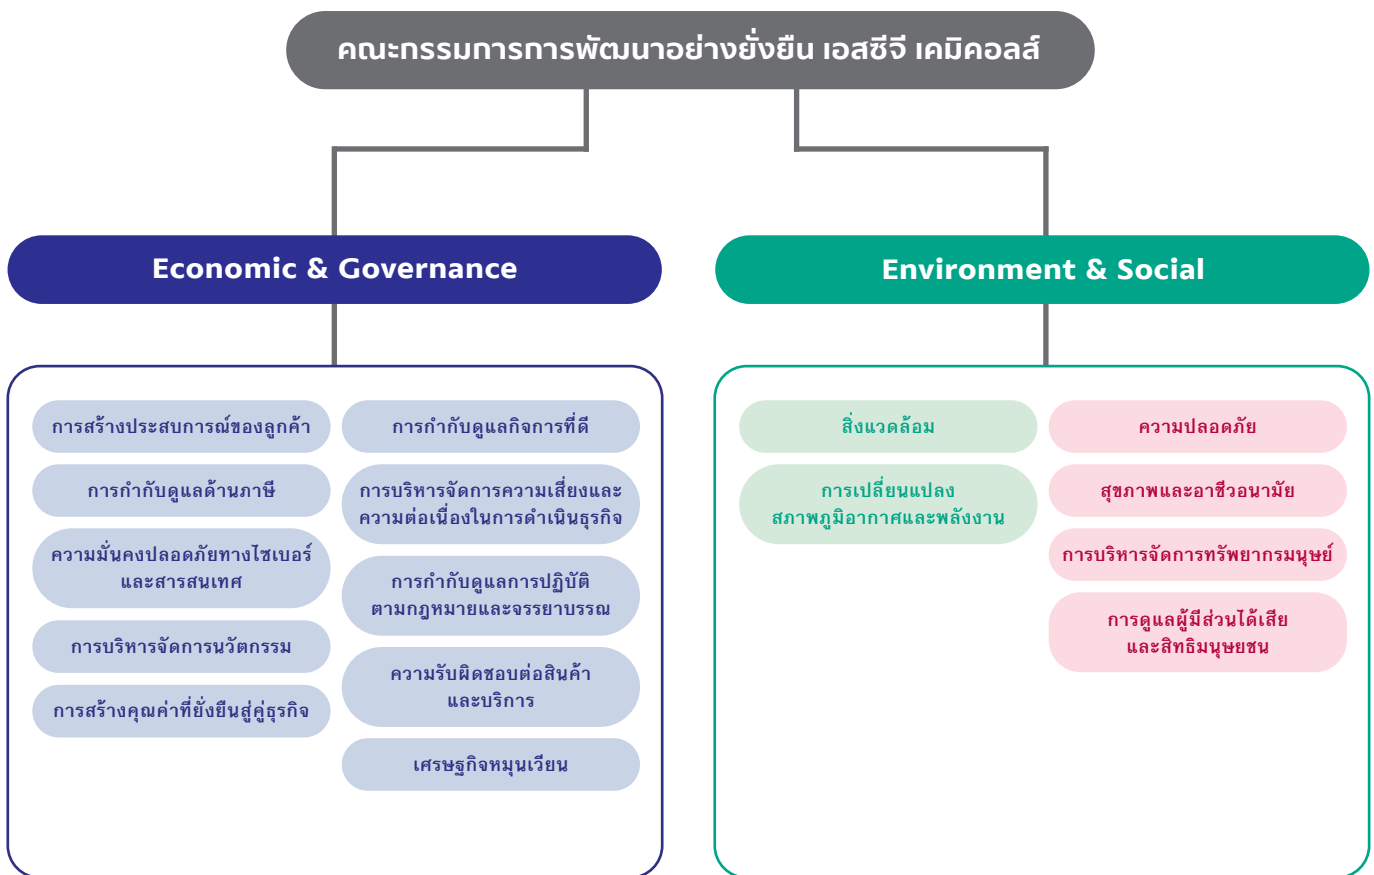 คณะกรรมการการพัฒนาอย่างยั่งยืน เอสซีจี เคมิคอลส์
Economic & Governance
การสร้างประสบการณ์ของลูกค้า
การกำกับดูแลด้านภาษี
ความมั่นคงปลอดภัยทางไซเบอร์
และสารสนเทศ
การบริหารจัดการนวัตกรรม
การสร้างคุณค่าที่ยั่งยืนสู่คู่ธุรกิจ
การกำกับดูแลกิจการที่ดี
การบริหารจัดการความเสี่ยงและ
ความต่อเนื่องในการดำเนินธุรกิจ
การกำกับดูแลการปฏิบัติ
ตามกฎหมายและจรรยาบรรณ
ความรับผิดชอบต่อสินค้า
และบริการ
เศรษฐกิจหมุนเวียน
Environment & Social
สิ่งแวดล้อม
การเปลี่ยนแปลง
สภาพภูมิอากาศและพลังงาน
ความปลอดภัย
สุขภาพและอาชีวอนามัย
การบริหารจัดการทรัพยากรมนุษย์
การดูแลผู้มีส่วนได้เสีย
และสิทธิมนุษยชน